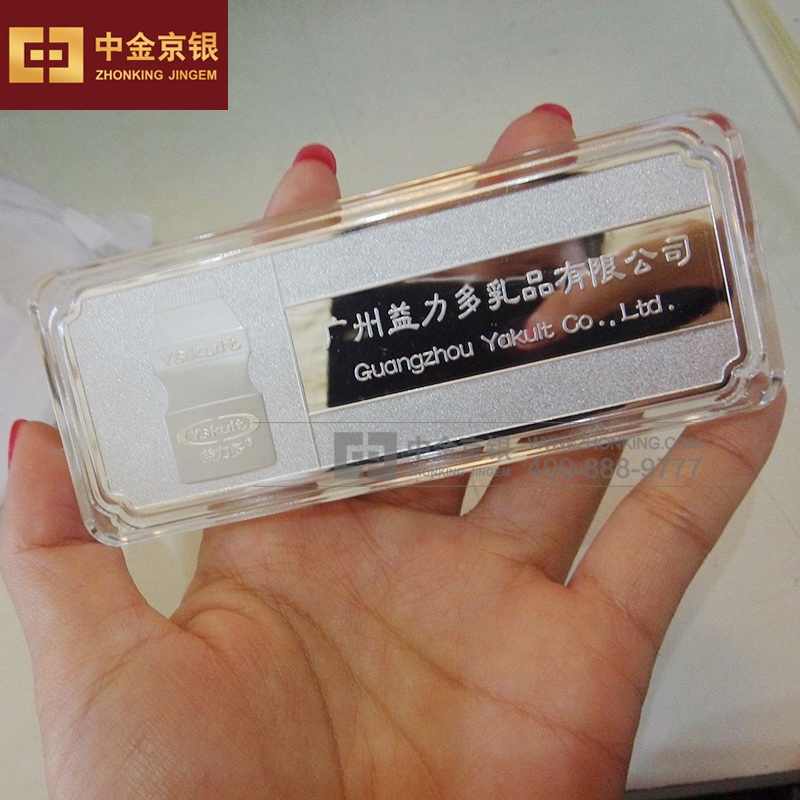 中金京银
ZHONKING JINGEM
广州益力多乳品有限公司
Guangzhou Yakult Co.,Ltd.
Yakult
Yakult
益力多®
中金京银
ZHONKING JINGEM
WWW.ZHONKING.COM
400-888-9777